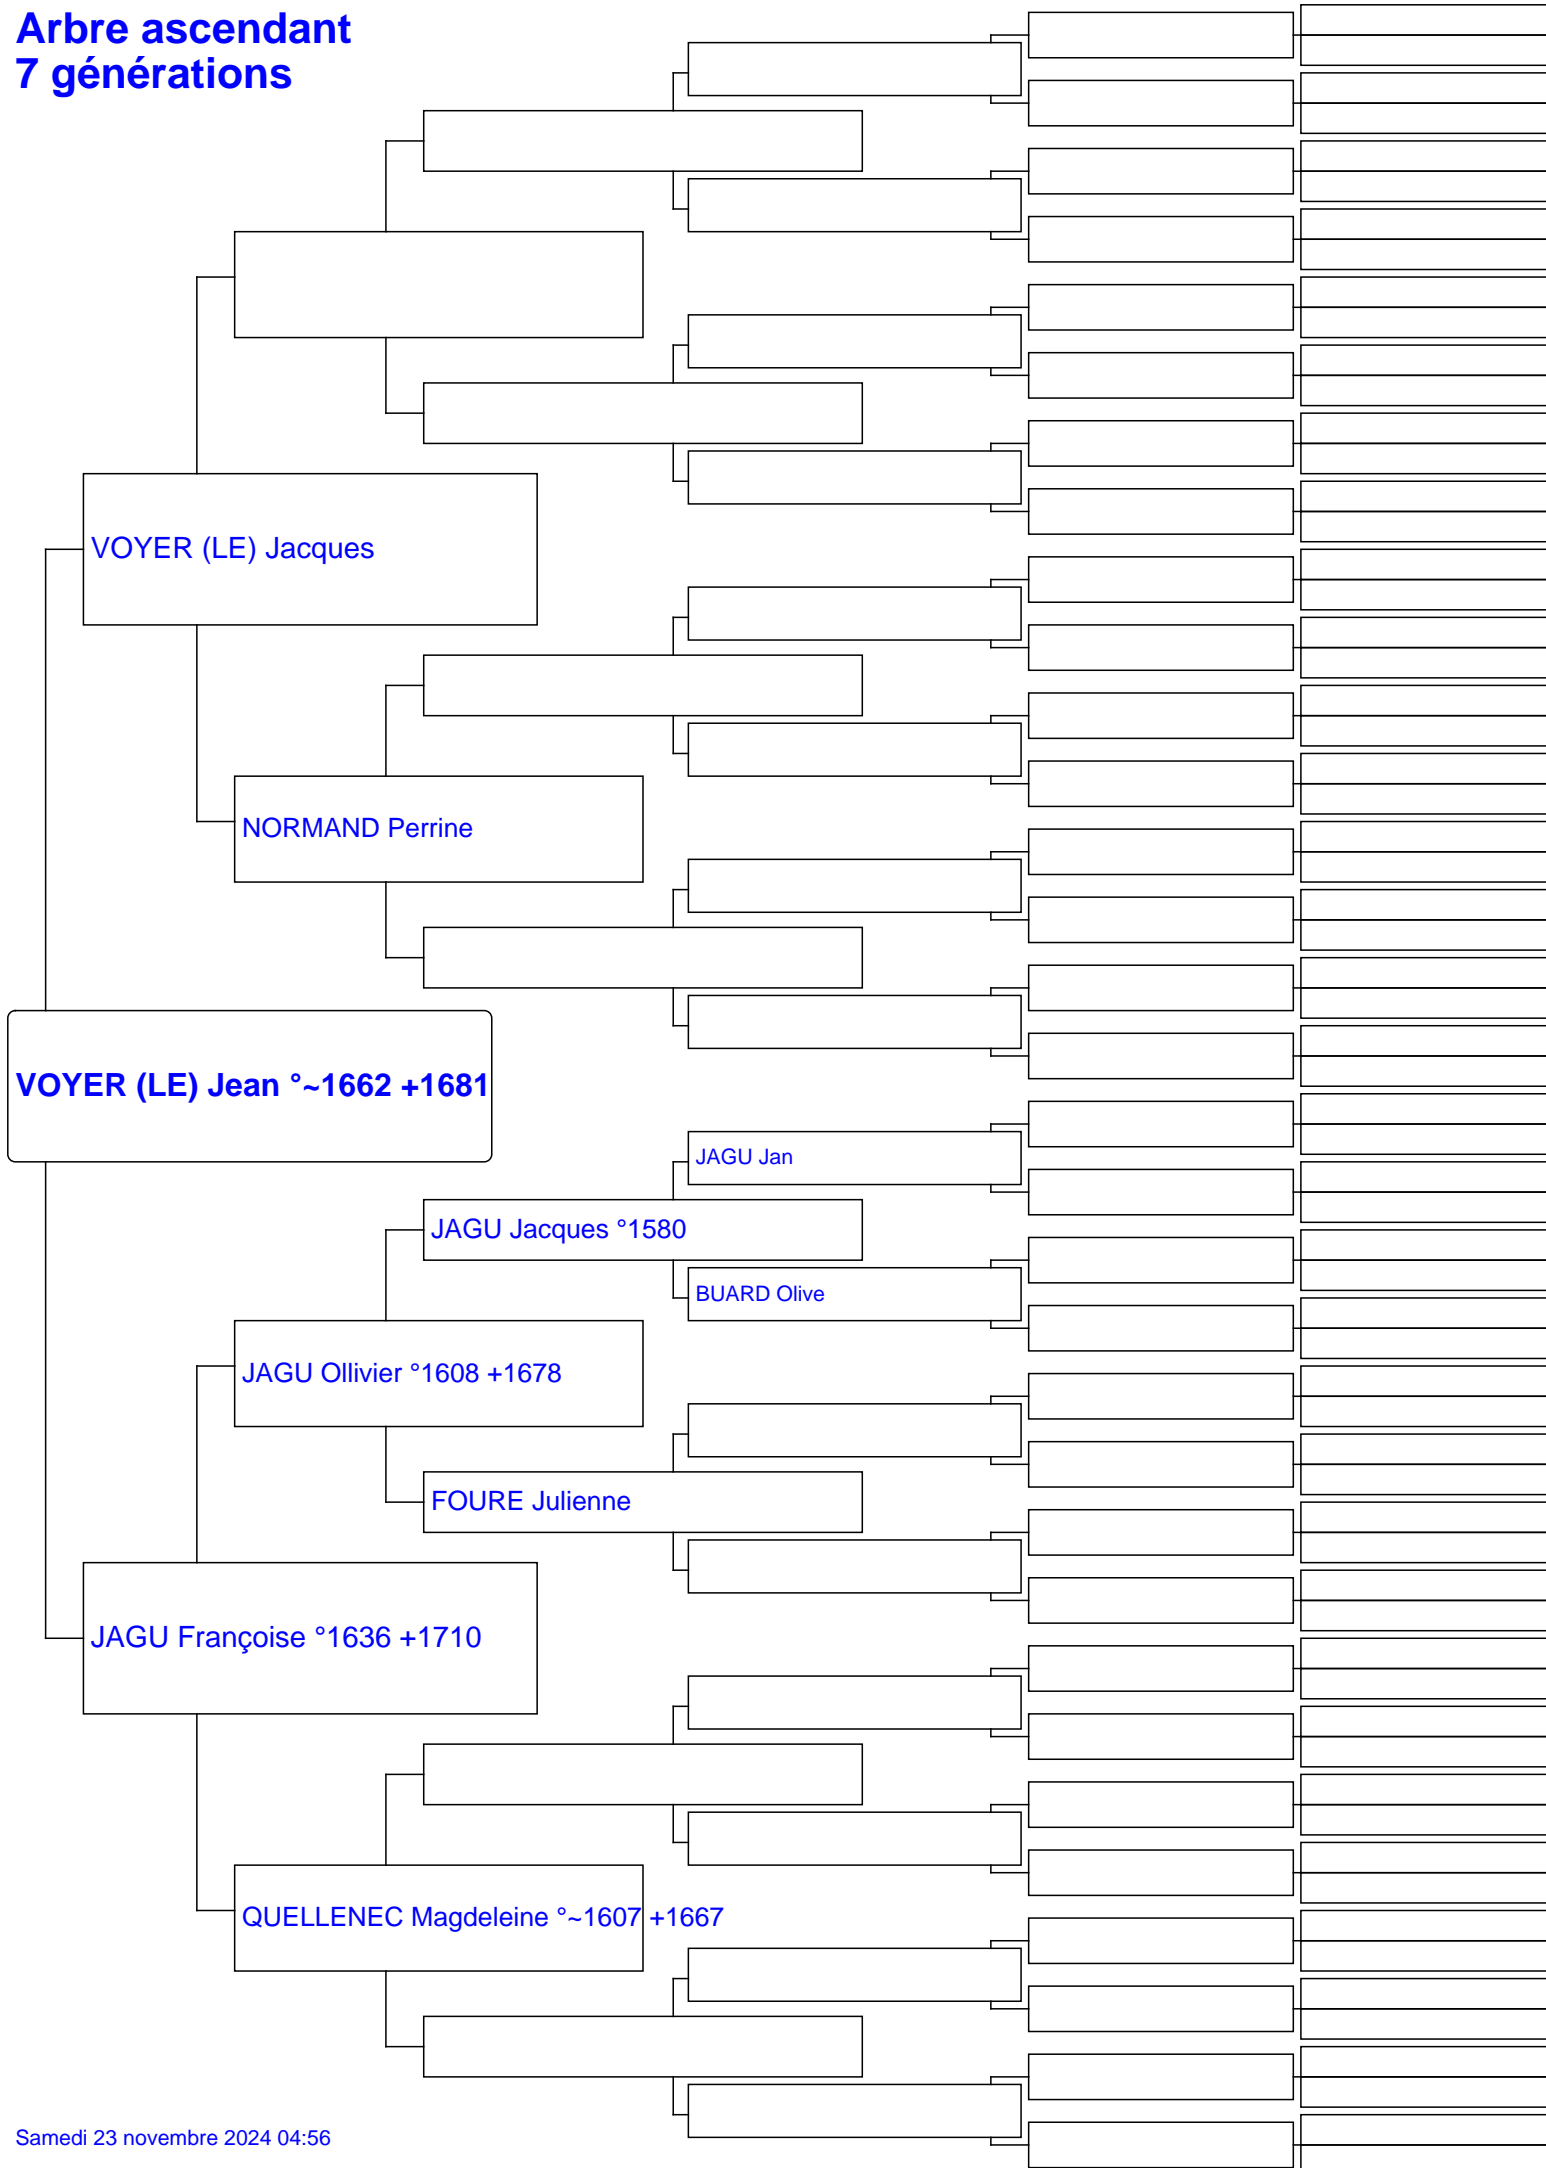 Arbre ascendant
7 générations
VOYER (LE) Jacques
NORMAND Perrine
VOYER (LE) Jean °~1662 +1681
JAGU Jan
JAGU Jacques °1580
BUARD Olive
JAGU Ollivier °1608 +1678
FOURE Julienne
JAGU Françoise °1636 +1710
QUELLENEC Magdeleine °~1607 +1667
Samedi 23 novembre 2024 04:56